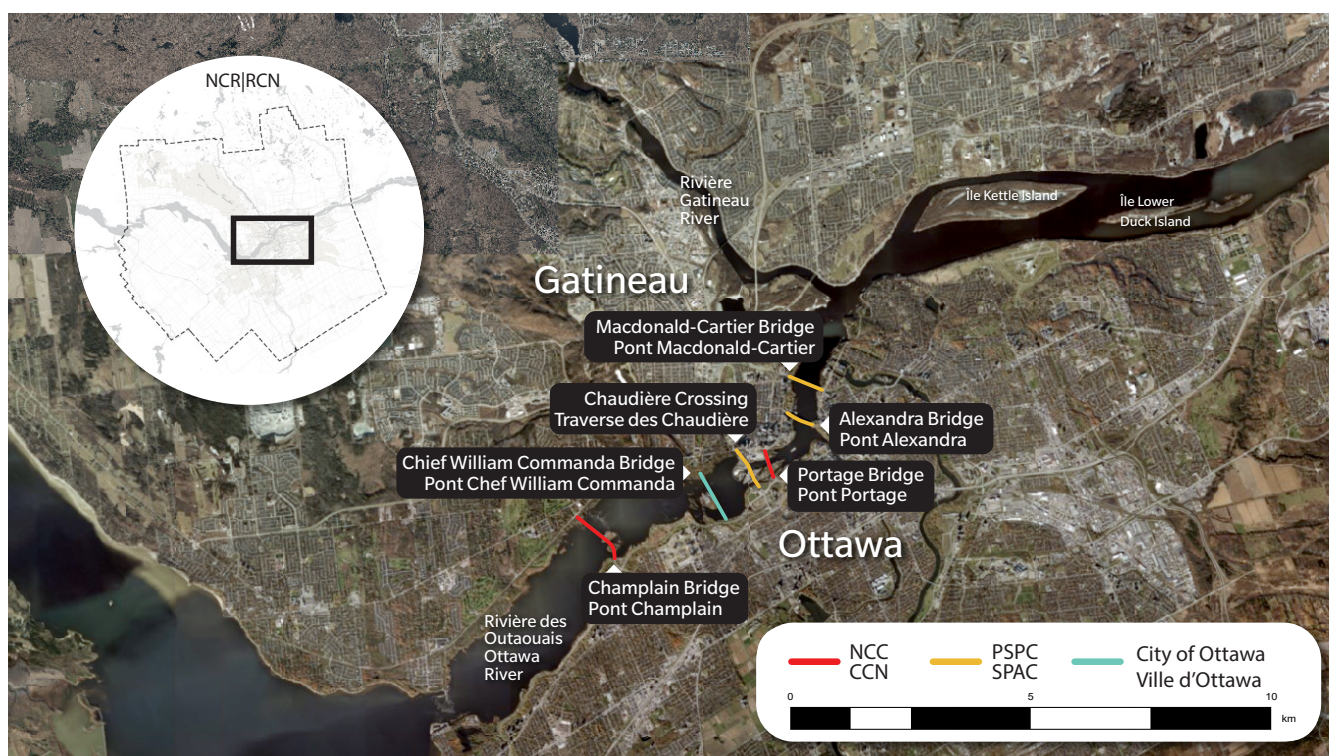 NCR|RCN
Rivière
Gatineau
River
Île Kettle Island
Île Lower
Duck Island
Gatineau
Macdonald-Cartier Bridge
Pont Macdonald-Cartier
Chaudière Crossing
Traverse des Chaudière
Alexandra Bridge
Pont Alexandra
Chief William Commanda Bridge
Pont Chef William Commanda
Portage Bridge
Pont Portage
Ottawa
Champlain Bridge
Pont Champlain
Rivière des
Outaouais
Ottawa
River
NCC
CCN
PSPC
SPAC
City of Ottawa
Ville d'Ottawa
0 5 10
km